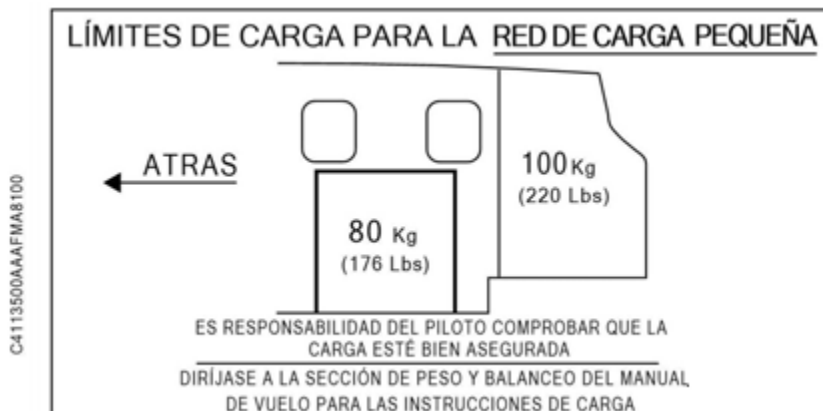 LÍMITES DE CARGA PARA LA RED DE CARGA PEQUEÑA
ATRAS
100 Kg
(220 Lbs)
80 Kg
(176 Lbs)
ES RESPONSABILIDAD DEL PILOTO COMPROBAR QUE LA
CARGA ESTÉ BIEN ASEGURADA
DIRÍJASE A LA SECCIÓN DE PESO Y BALANCEO DEL MANUAL
DE VUELO PARA LAS INSTRUCCIONES DE CARGA
C4113500AAAFMA8100